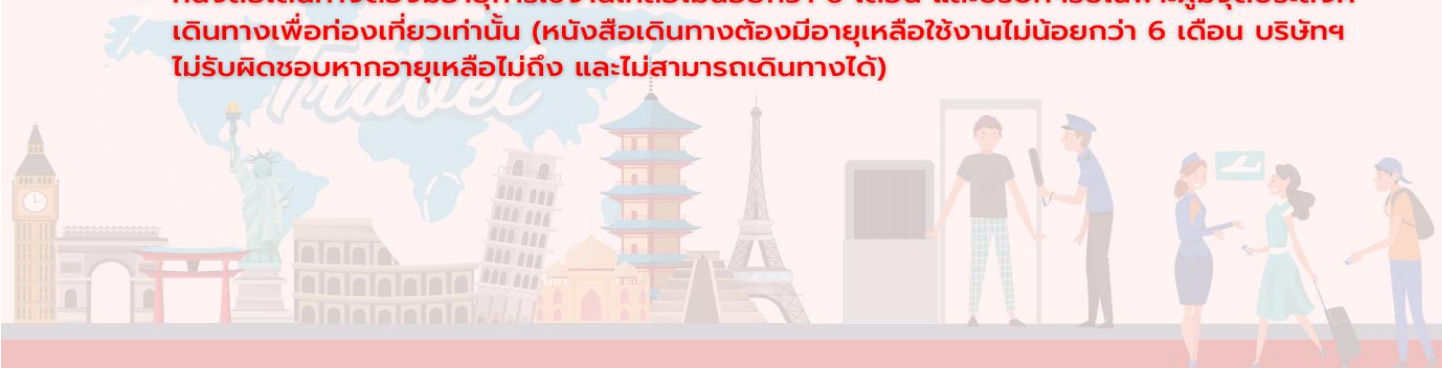 เดินทางเพื่อท่องเที่ยวเท่านั้น (หนังสือเดินทางต้องมีอายุเหลือใช้งานไม่น้อยกว่า 6 เดือน บริษัทฯ
ไม่รับผิดชอบหากอายุเหลือไม่ถึง และไม่สามารถเดินทางได้)
Travel